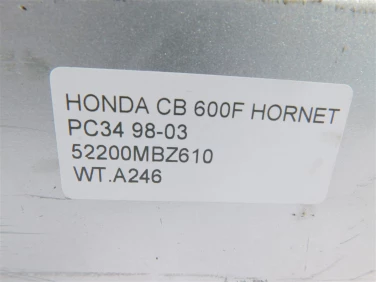 HONDA CB 600F HORNET
PC34 98-03
52200MBZ610
WT.A246